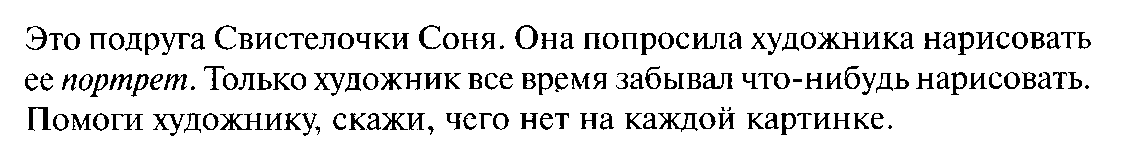 Это подруга Свистелочки Соня. Она попросила художника нарисовать
ее портрет. Только художник все время забывал что-нибудь нарисовать.
Помоги художнику, скажи, чего нет на каждой картинке.